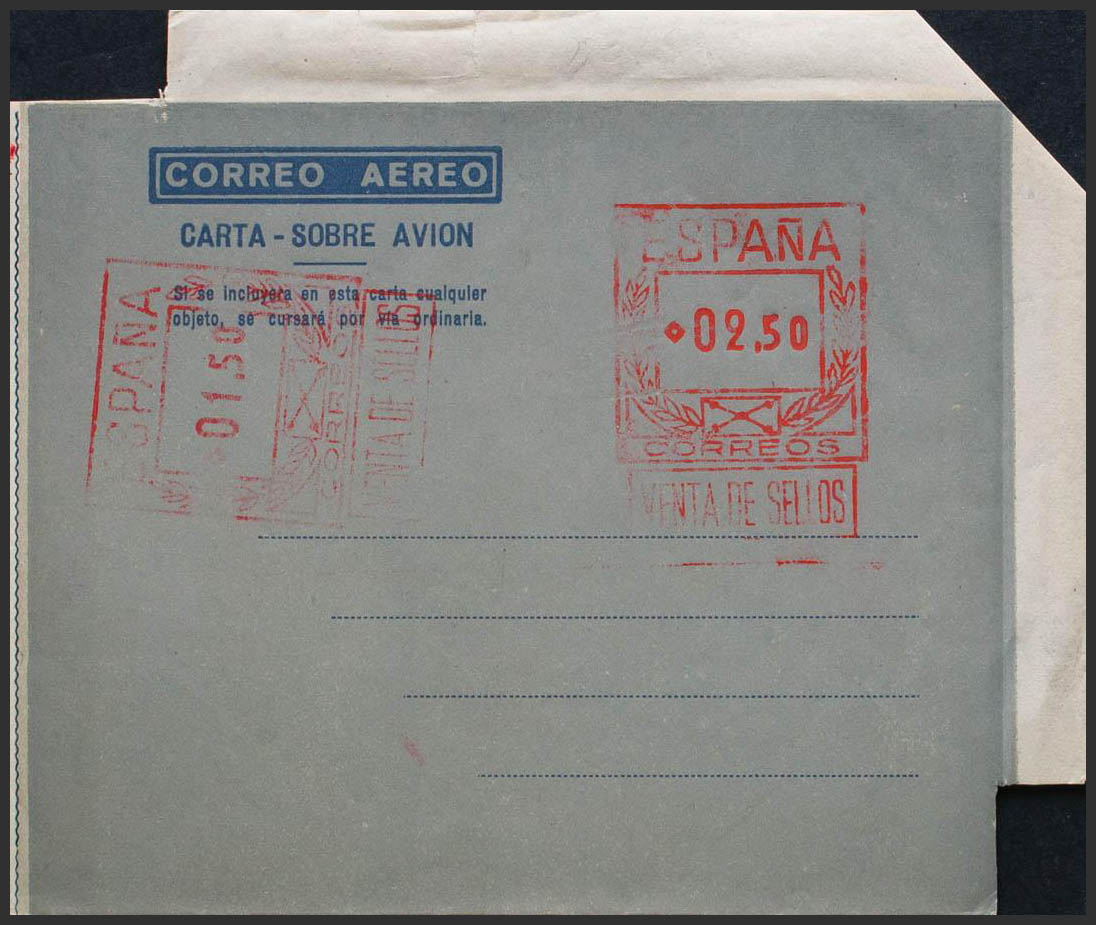 CORREO AEREO
CARTA - SOBRE AVION
Si se incluyera en esta carta cualquier
objeto, se cursará por vía ordinaria.
ESPAÑA
01,50
CORREOS
VENTA DE SELLOS
ESPAÑA
02,50
CORREOS
VENTA DE SELLOS